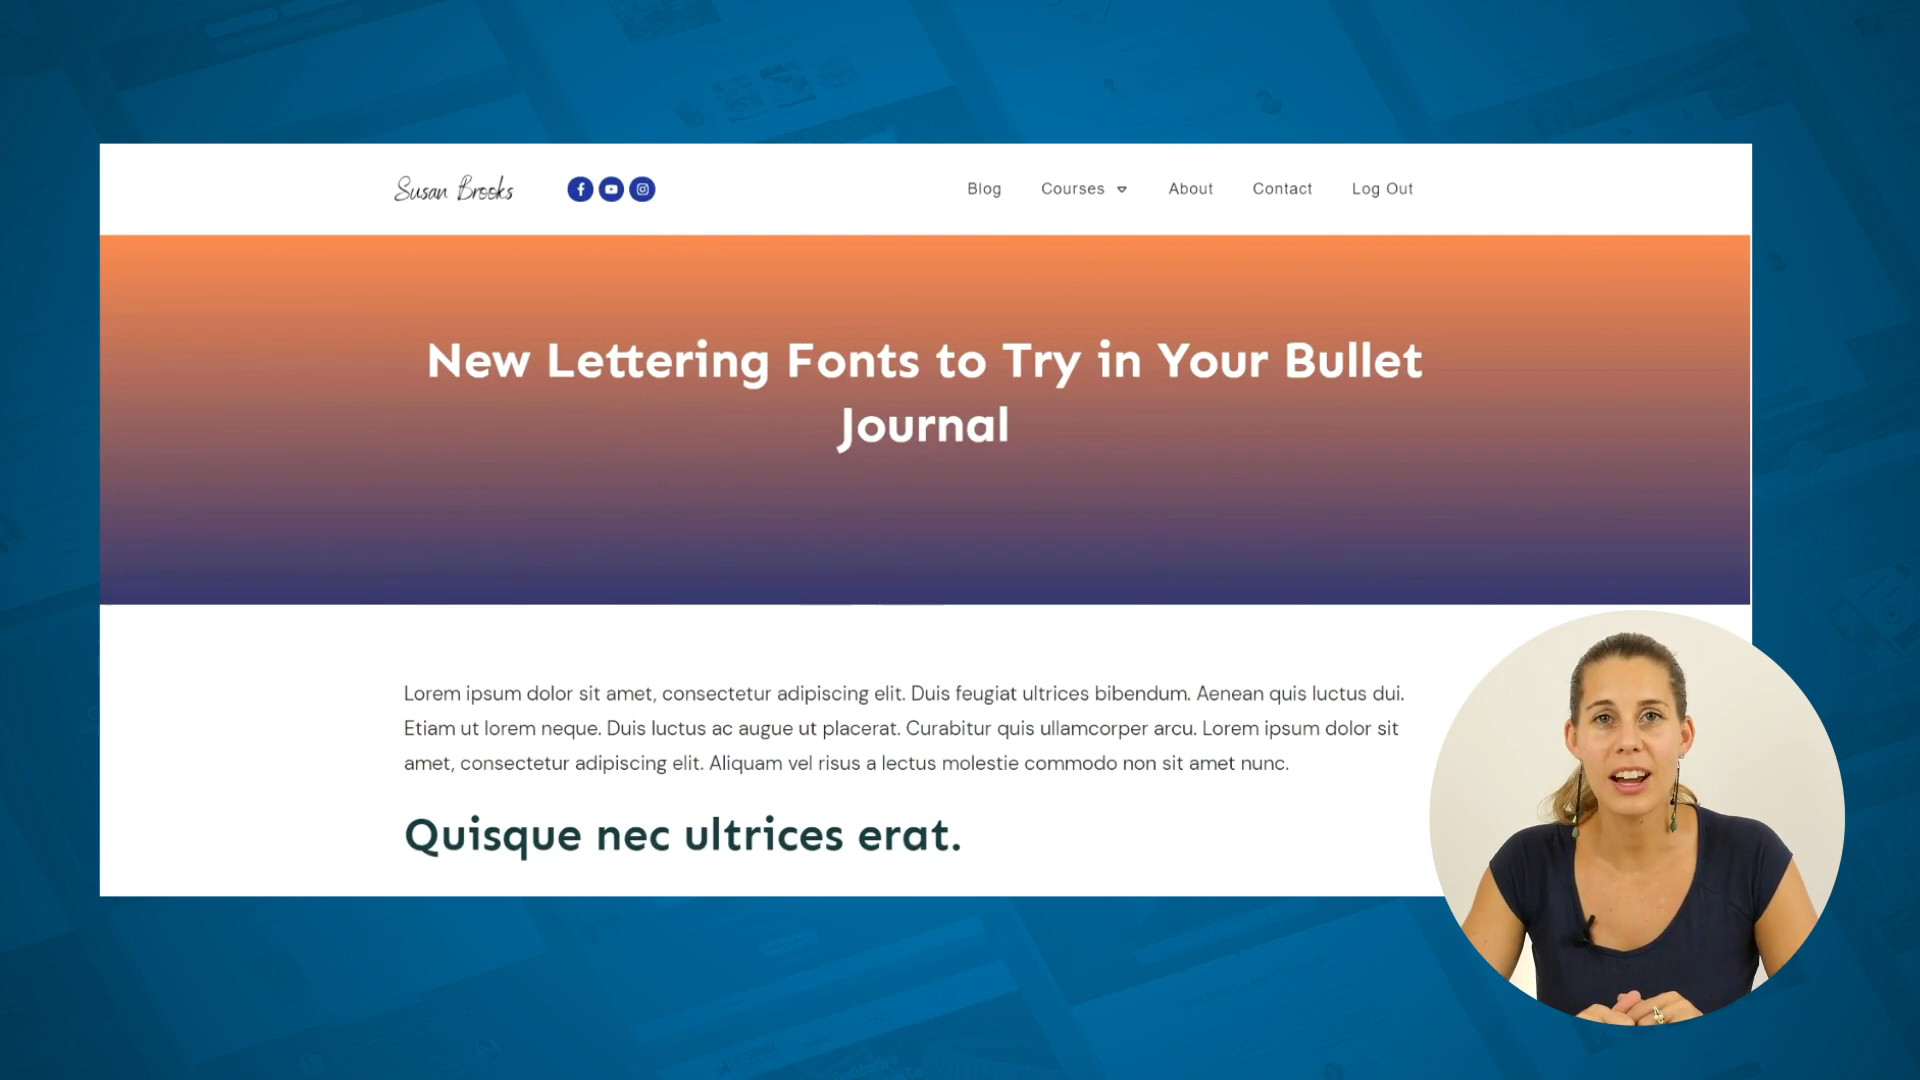 Susan Brooks
Blog Courses About Contact Log Out
New Lettering Fonts to Try in Your Bullet
Journal
Lorem ipsum dolor sit amet, consectetur adipiscing elit. Duis feugiat ultrices bibendum. Aenean quis luctus dui.
Etiam ut lorem neque. Duis luctus ac augue ut placerat. Curabitur quis ullamcorper arcu. Lorem ipsum dolor sit
amet, consectetur adipiscing elit. Aliquam vel risus a lectus molestie commodo non sit amet nunc.
Quisque nec ultrices erat.